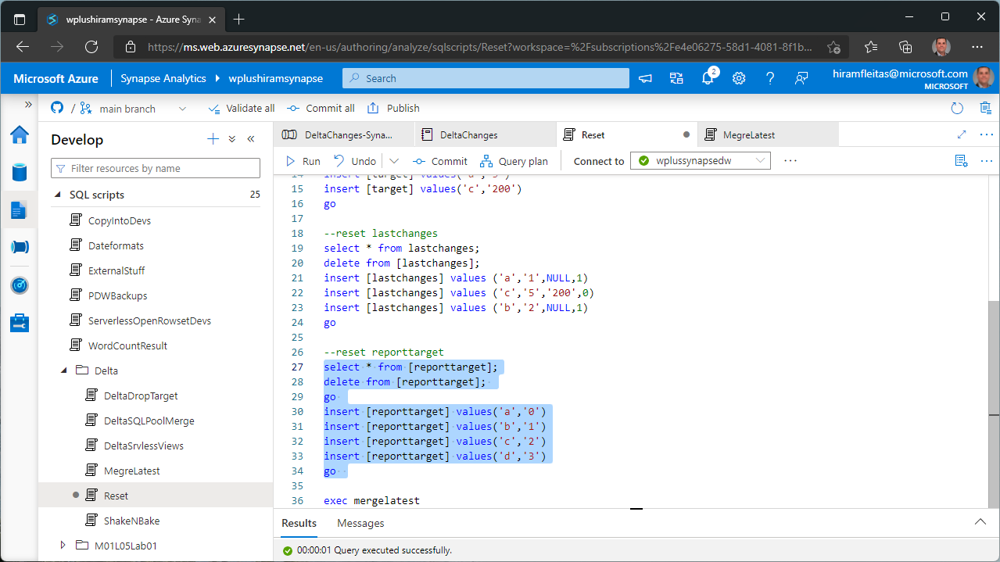 wplushiramsynapse - Azure Syna
https://ms.web.azuresynapse.net/en-us/authoring/analyze/sqlscripts/Reset?workspace=%2Fsubscriptions%2Fe4e06275-58d1-4081-8f1b...
Microsoft Azure
Synapse Analytics
wplushiramsynapse
Search
2
hiramfleitas@microsoft.com
MICROSOFT
/ main branch
Validate all
Commit all
Publish
Develop
Filter resources by name
SQL scripts 25
CopyIntoDevs
Dateformats
ExternalStuff
PDWBackups
ServerlessOpenRowsetDevs
WordCountResult
Delta
DeltaDropTarget
DeltaSQLPoolMerge
DeltaSrvlessViews
MegreLatest
Reset
ShakeNBake
M01L05Lab01
DeltaChanges-Syna...
DeltaChanges
Reset
MegreLatest
Run
Undo
Commit
Query plan
Connect to
wplussynapsedw
14 insert [target] values('d','3')
15 insert [target] values('c','200')
16 go
17
18 --reset lastchanges
19 select * from lastchanges;
20 delete from [lastchanges];
21 insert [lastchanges] values ('a','1',NULL,1)
22 insert [lastchanges] values ('c','5','200',0)
23 insert [lastchanges] values ('b','2',NULL,1)
24 go
25
26 --reset reporttarget
27 select * from [reporttarget];
28 delete from [reporttarget];
29 go
30 insert [reporttarget] values('a','0')
31 insert [reporttarget] values('b','1')
32 insert [reporttarget] values('c','2')
33 insert [reporttarget] values('d','3')
34 go
35
36 exec mergelatest
Results
Messages
00:00:01 Query executed successfully.